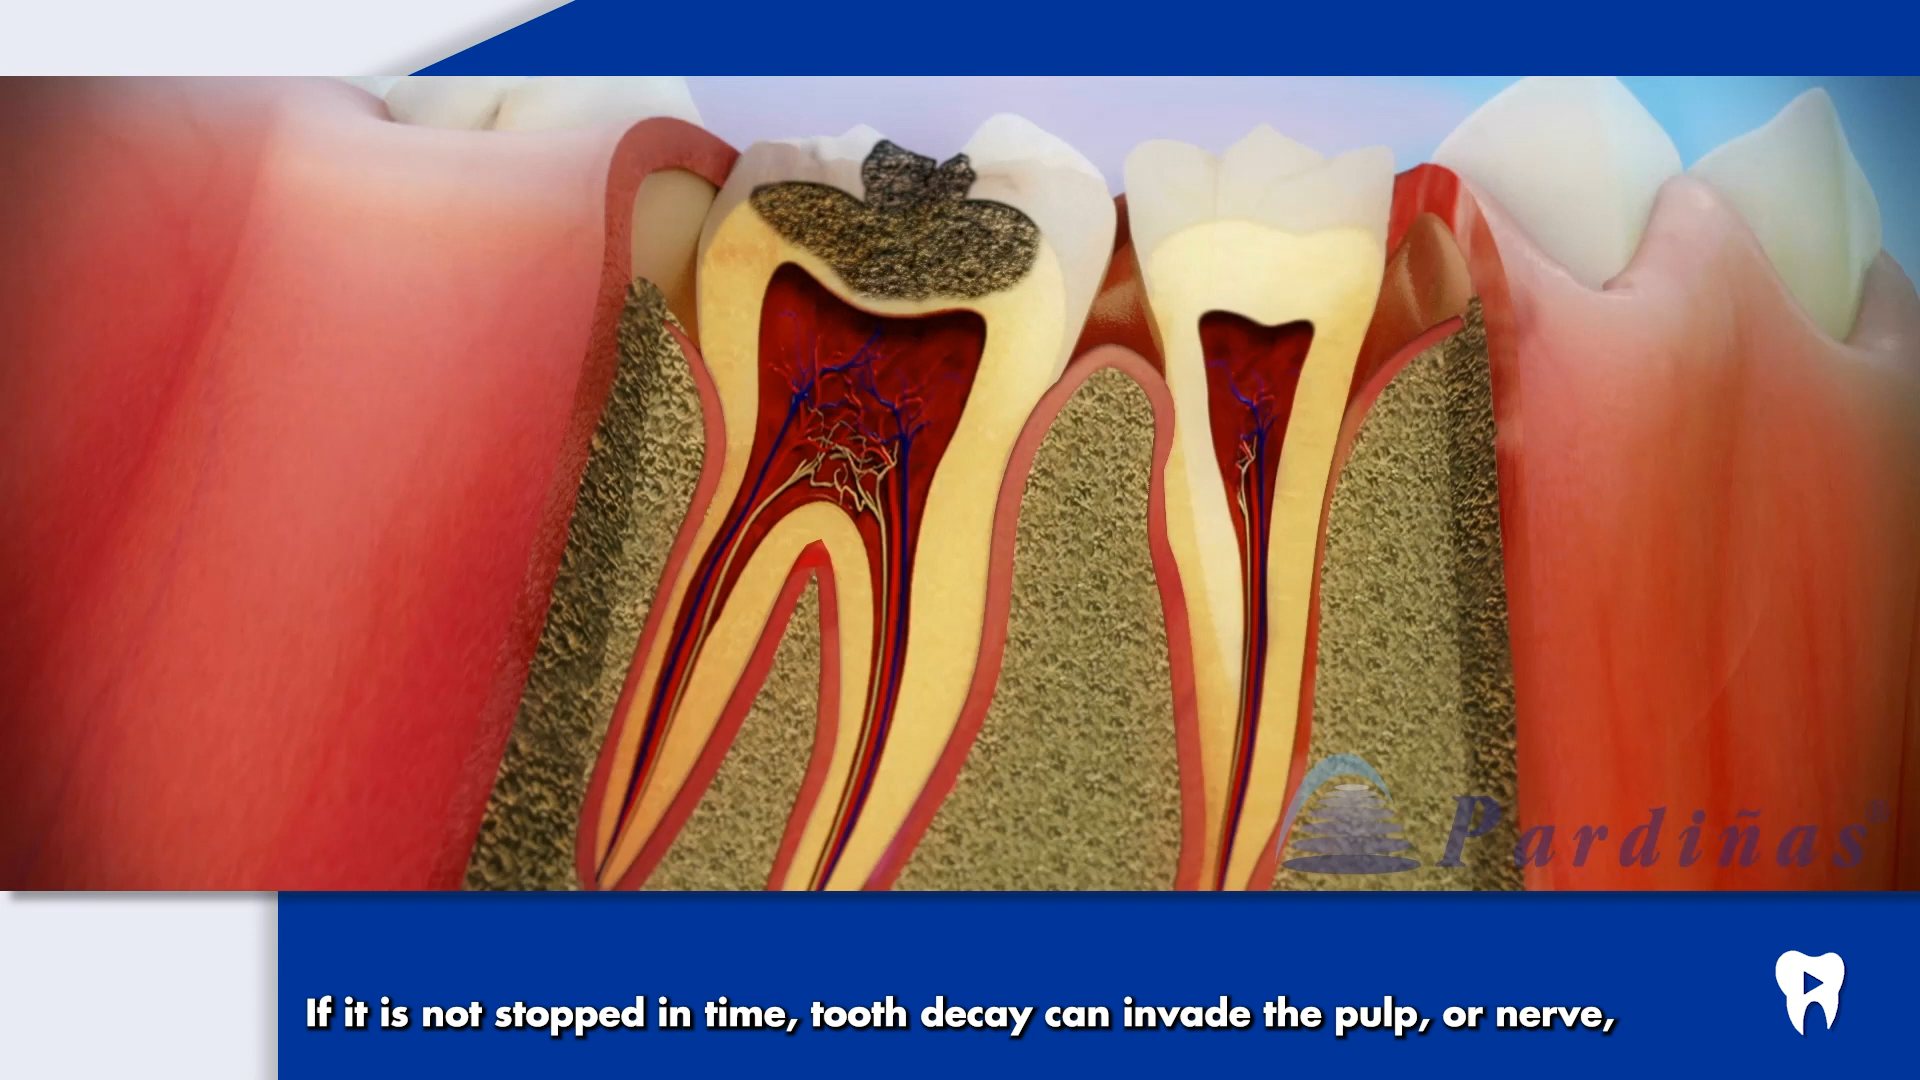 Pardiñas®
If it is not stopped in time, tooth decay can invade the pulp, or nerve,